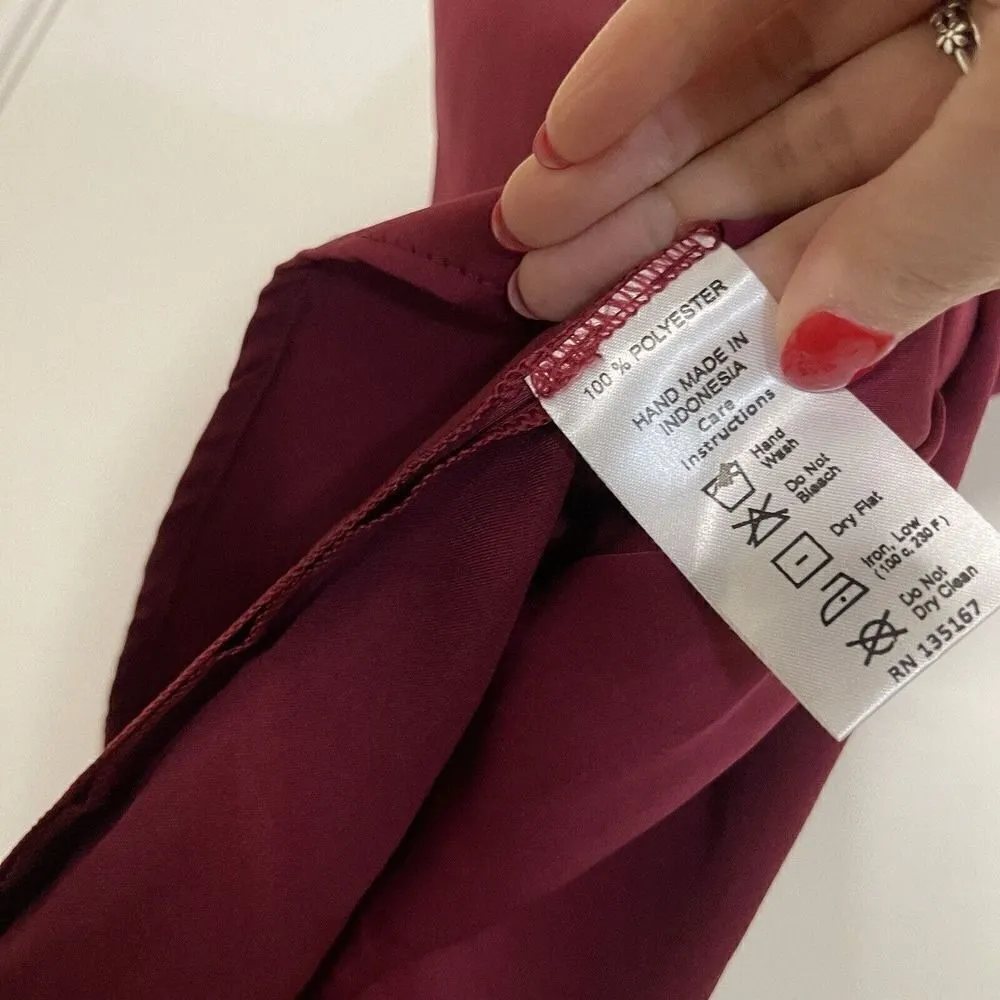 100 % POLYESTER
HAND MADE IN
INDONESIA
Care
Instructions
Hand
Wash
Do Not
Bleach
Dry Flat
Iron, Low
(100 c, 230 F)
Do Not
Dry Clean
RN 135167